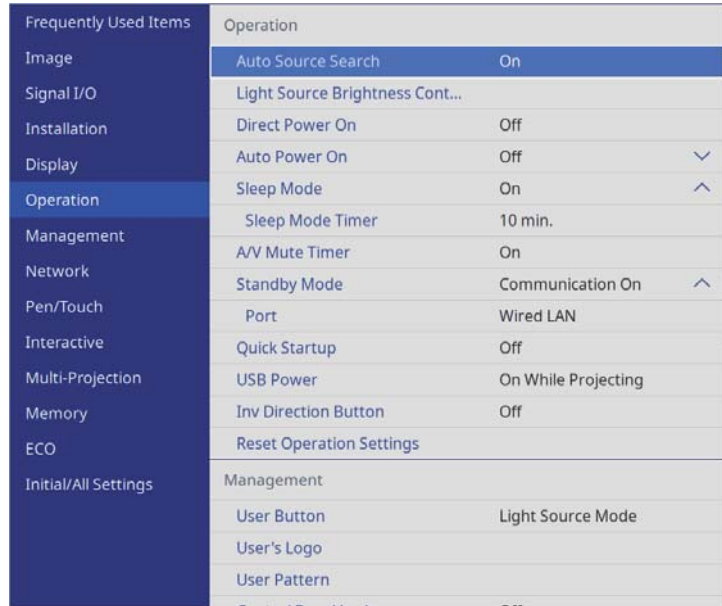 Frequently Used Items
Image
Signal I/O
Installation
Display
Operation
Management
Network
Pen/Touch
Interactive
Multi-Projection
Memory
ECO
Initial/All Settings
Operation
Auto Source Search On
Light Source Brightness Cont...
Direct Power On Off
Auto Power On Off
Sleep Mode On
Sleep Mode Timer 10 min.
A/V Mute Timer On
Standby Mode Communication On
Port Wired LAN
Quick Startup Off
USB Power On While Projecting
Inv Direction Button Off
Reset Operation Settings
Management
User Button Light Source Mode
User's Logo
User Pattern